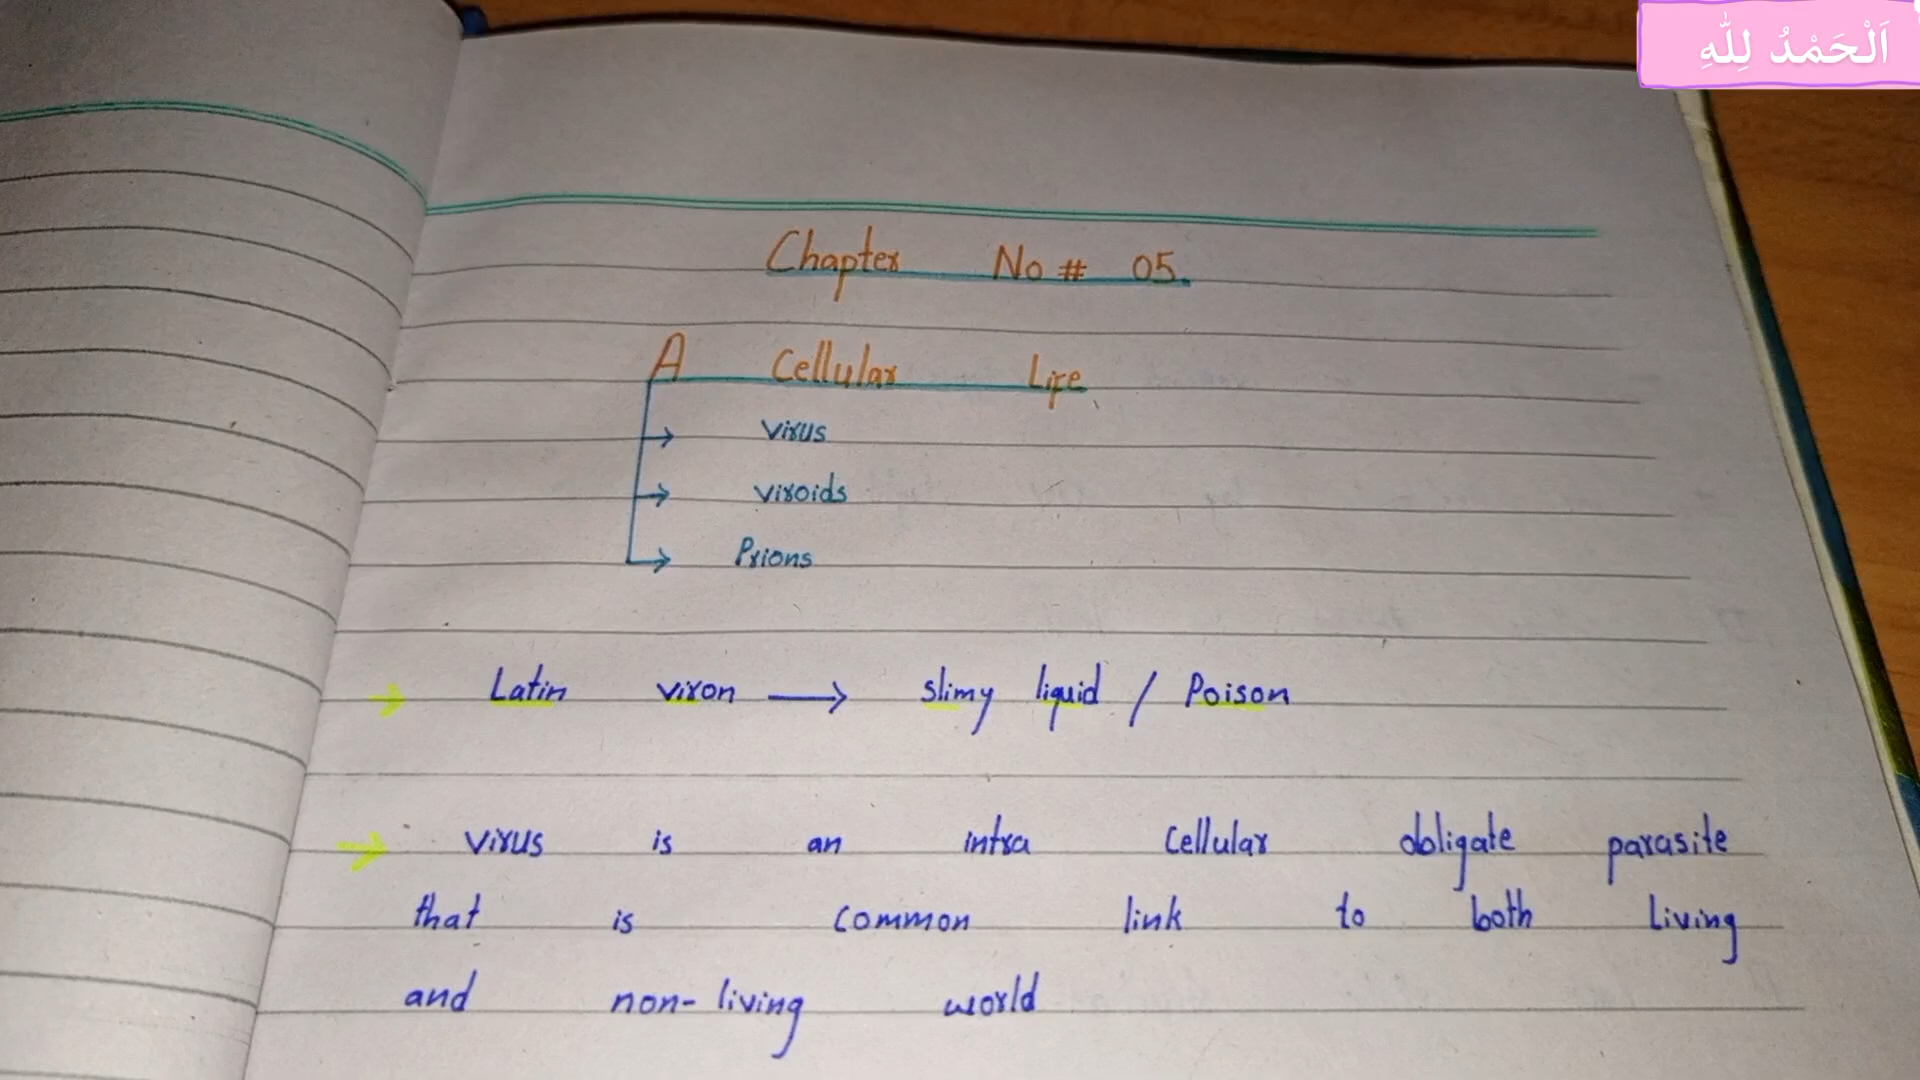 اَلْحَمْدُ لِلّٰهِ
Chapter No # 05.
A Cellular Life
→ Virus
→ Viroids
→ Prions
→ Latin viron → slimy liquid / Poison
→ Virus is an intra Cellular obligate parasite
that is common link to both Living
and non-living world